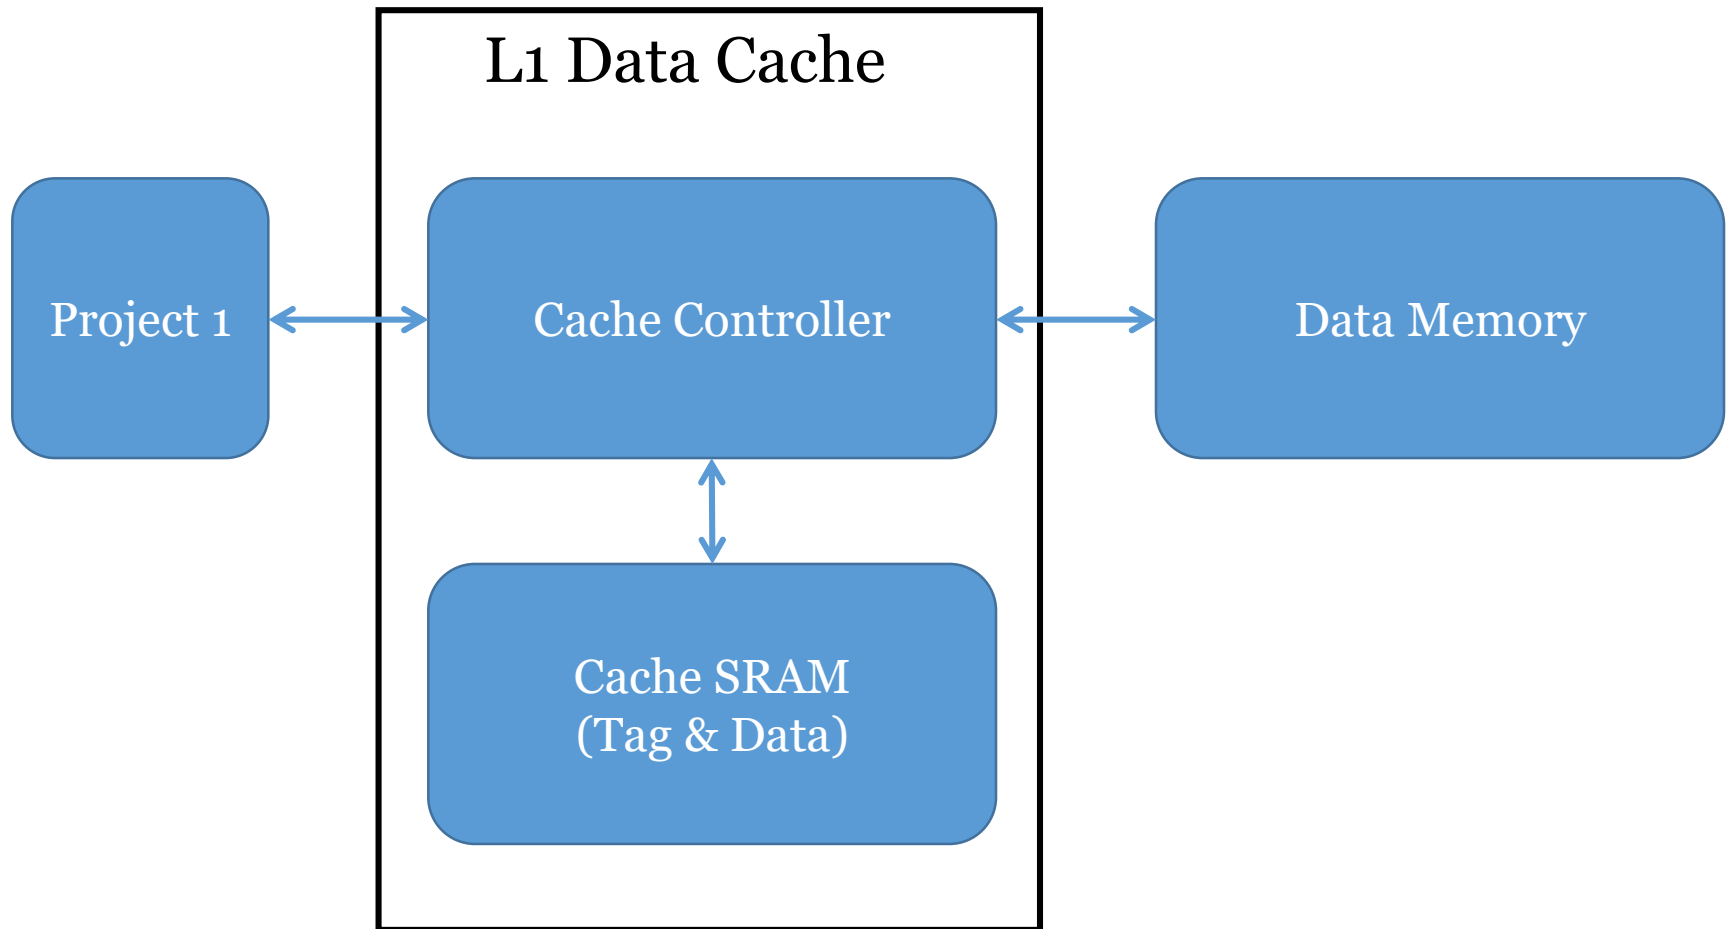 L1 Data Cache
Project 1
Cache Controller
Data Memory
Cache SRAM
(Tag & Data)